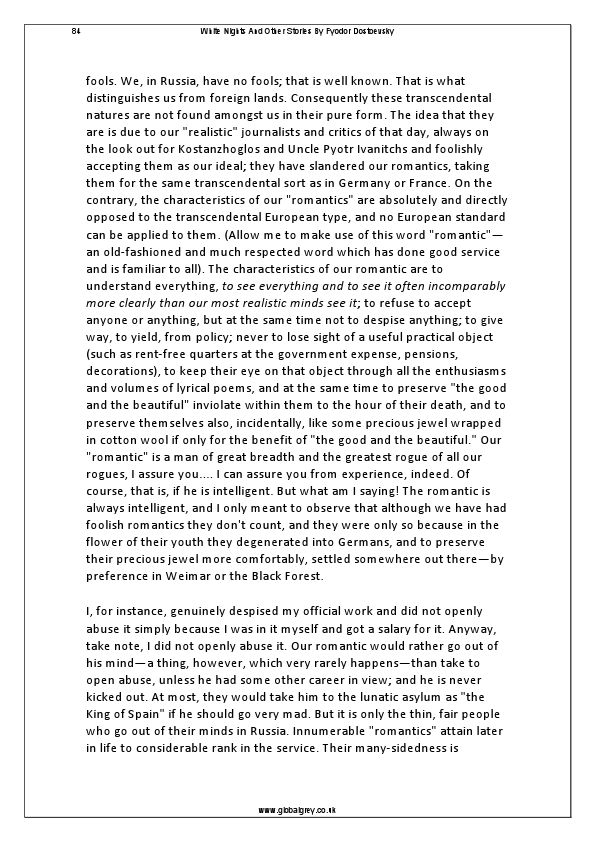 84
White Nights And Other Stories By Fyodor Dostoevsky
fools. We, in Russia, have no fools; that is well known. That is what
distinguishes us from foreign lands. Consequently these transcendental
natures are not found amongst us in their pure form. The idea that they
are is due to our "realistic" journalists and critics of that day, always on
the look out for Kostanzhoglos and Uncle Pyotr Ivanitchs and foolishly
accepting them as our ideal; they have slandered our romantics, taking
them for the same transcendental sort as in Germany or France. On the
contrary, the characteristics of our "romantics" are absolutely and directly
opposed to the transcendental European type, and no European standard
can be applied to them. (Allow me to make use of this word "romantic"—
an old-fashioned and much respected word which has done good service
and is familiar to all). The characteristics of our romantic are to
understand everything, to see everything and to see it often incomparably
more clearly than our most realistic minds see it; to refuse to accept
anyone or anything, but at the same time not to despise anything; to give
way, to yield, from policy; never to lose sight of a useful practical object
(such as rent-free quarters at the government expense, pensions,
decorations), to keep their eye on that object through all the enthusiasms
and volumes of lyrical poems, and at the same time to preserve "the good
and the beautiful" inviolate within them to the hour of their death, and to
preserve themselves also, incidentally, like some precious jewel wrapped
in cotton wool if only for the benefit of "the good and the beautiful." Our
"romantic" is a man of great breadth and the greatest rogue of all our
rogues, I assure you.... I can assure you from experience, indeed. Of
course, that is, if he is intelligent. But what am I saying! The romantic is
always intelligent, and I only meant to observe that although we have had
foolish romantics they don't count, and they were only so because in the
flower of their youth they degenerated into Germans, and to preserve
their precious jewel more comfortably, settled somewhere out there—by
preference in Weimar or the Black Forest.
I, for instance, genuinely despised my official work and did not openly
abuse it simply because I was in it myself and got a salary for it. Anyway,
take note, I did not openly abuse it. Our romantic would rather go out of
his mind—a thing, however, which very rarely happens—than take to
open abuse, unless he had some other career in view; and he is never
kicked out. At most, they would take him to the lunatic asylum as "the
King of Spain" if he should go very mad. But it is only the thin, fair people
who go out of their minds in Russia. Innumerable "romantics" attain later
in life to considerable rank in the service. Their many-sidedness is
www.globalgrey.co.uk